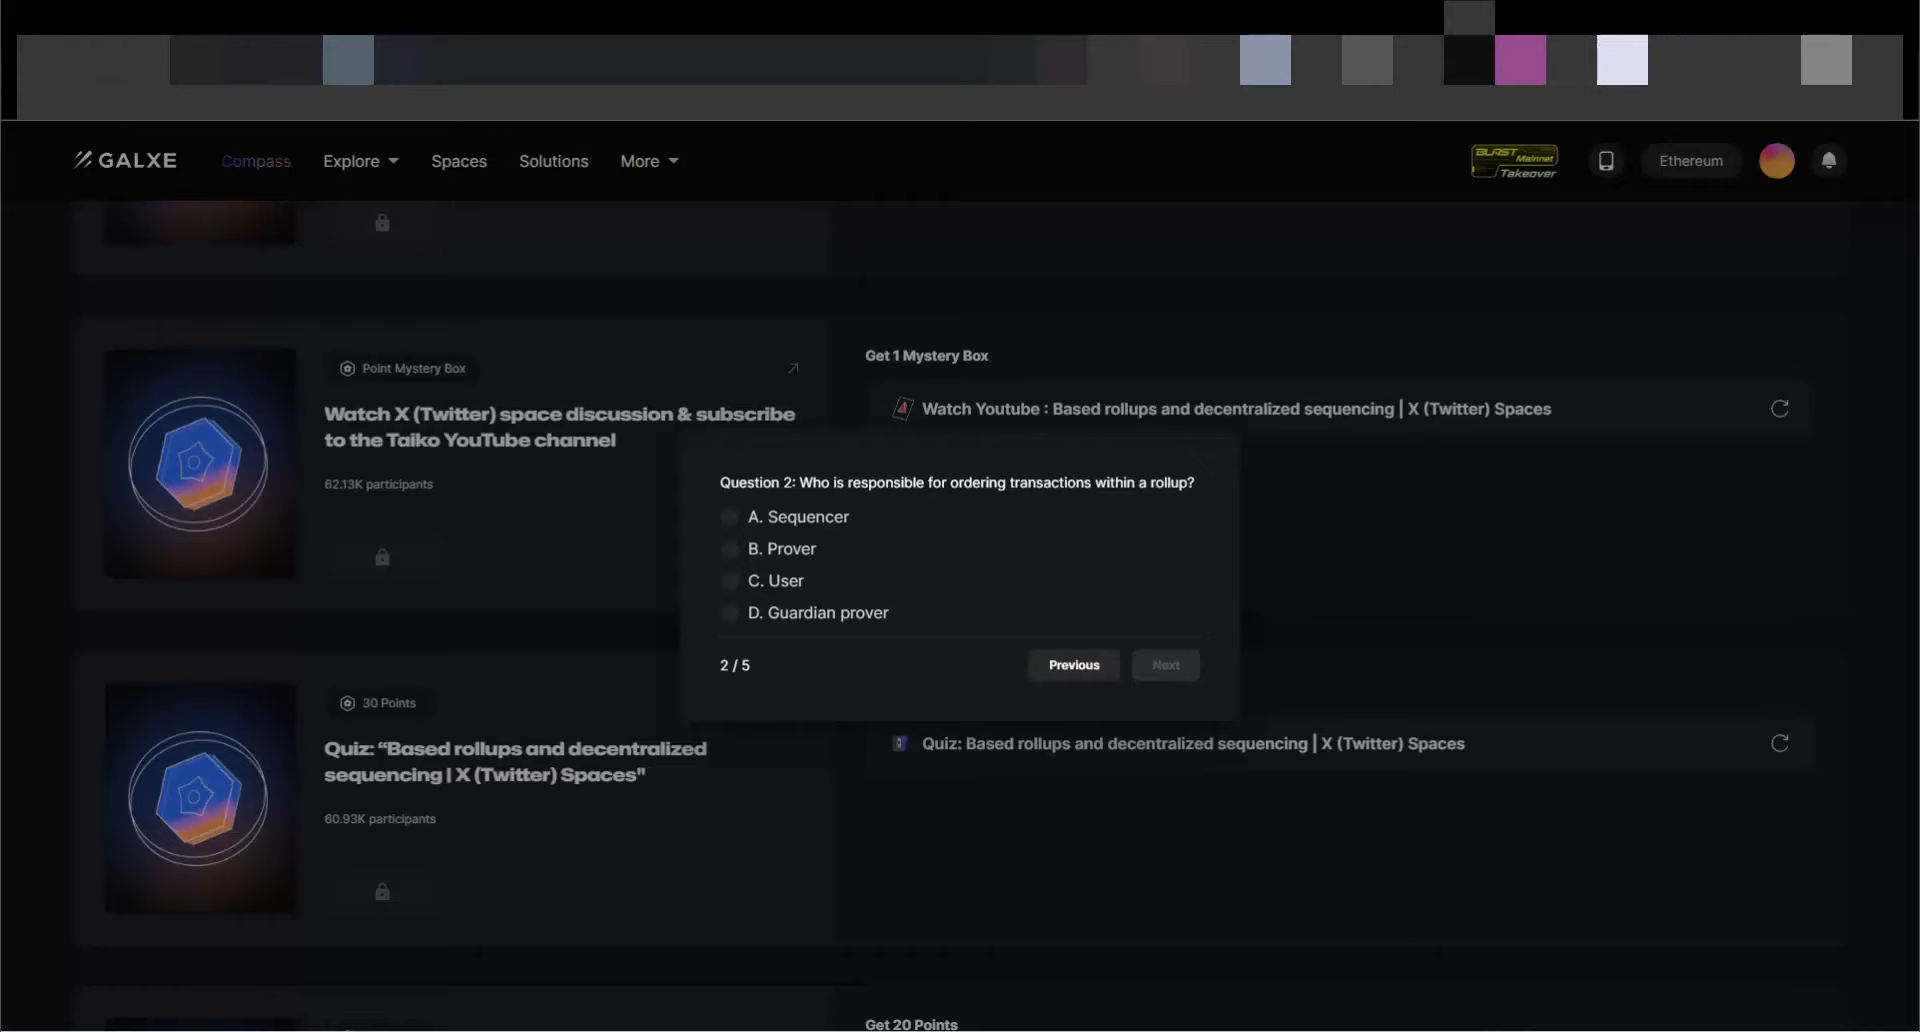 GALXE
Compass
Explore
Spaces
Solutions
More
BLAST Mainnet
Takeover
Ethereum
Point Mystery Box
Watch X (Twitter) space discussion & subscribe
to the Taiko YouTube channel
62.13K participants
Get 1 Mystery Box
Watch Youtube : Based rollups and decentralized sequencing | X (Twitter) Spaces
Question 2: Who is responsible for ordering transactions within a rollup?
A. Sequencer
B. Prover
C. User
D. Guardian prover
2 / 5
Previous
Next
30 Points
Quiz: “Based rollups and decentralized
sequencing | X (Twitter) Spaces"
60.93K participants
Quiz: Based rollups and decentralized sequencing | X (Twitter) Spaces
Get 20 Points